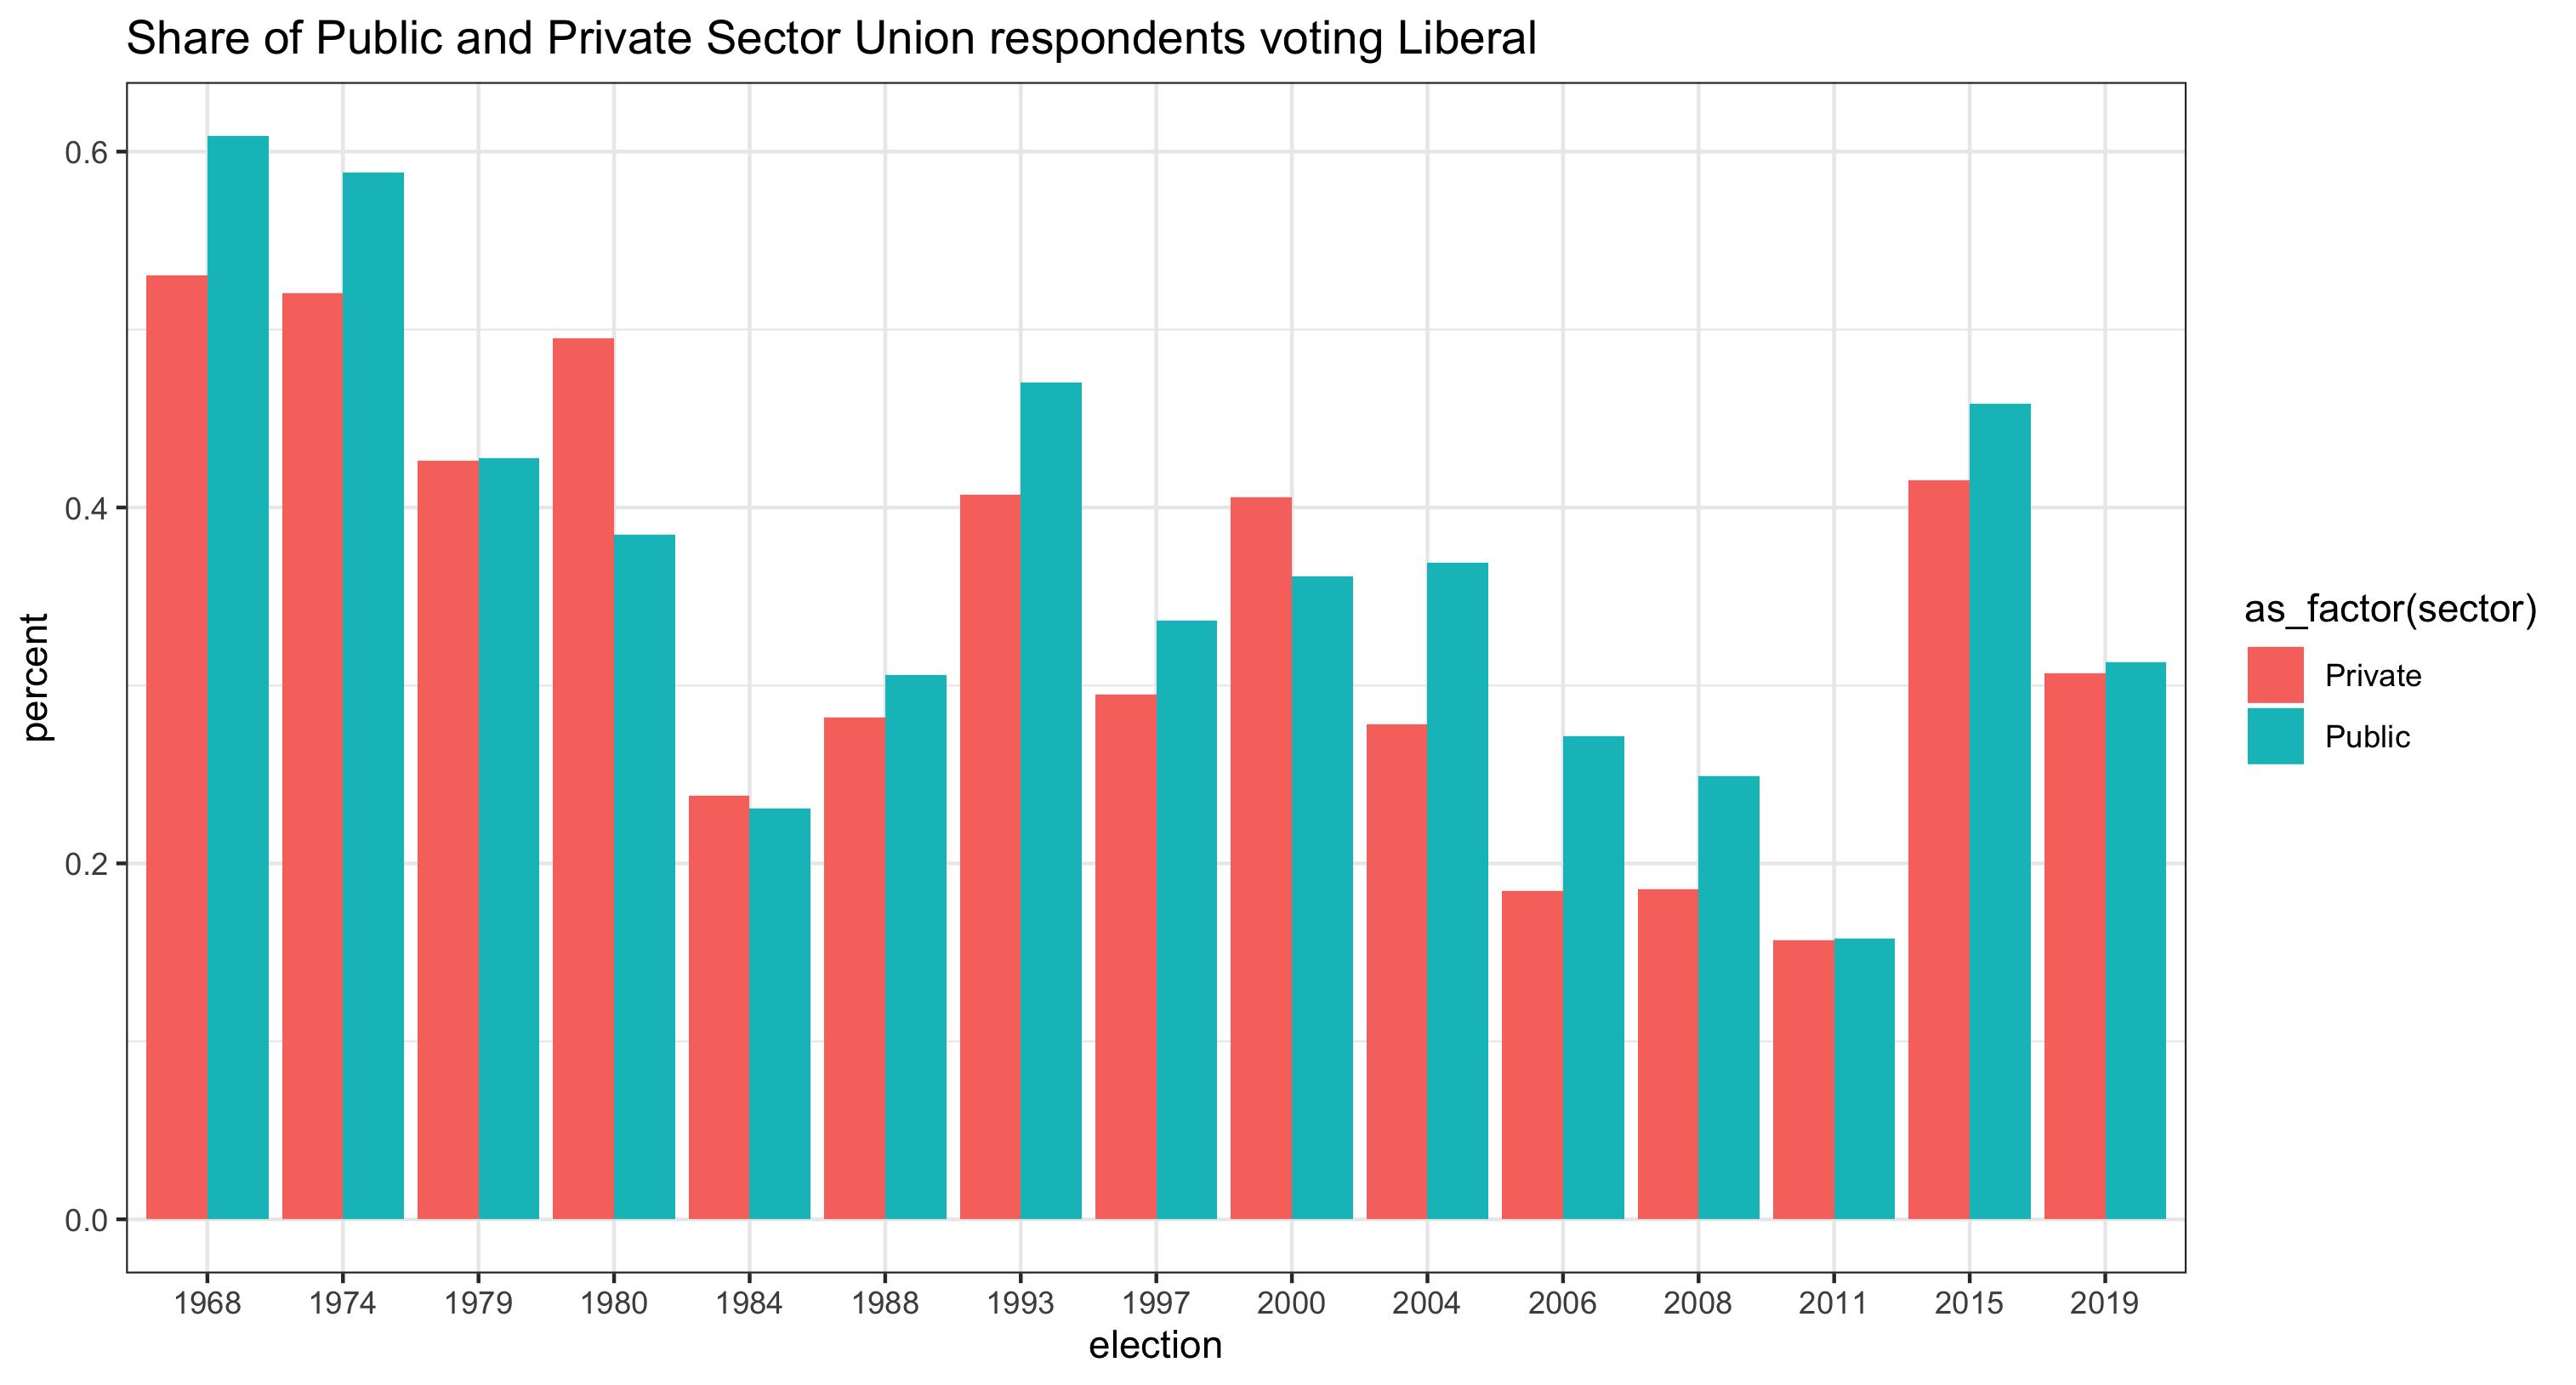 Share of Public and Private Sector Union respondents voting Liberal
0.6
0.4
0.2
0.0
percent
1968 1974 1979 1980 1984 1988 1993 1997 2000 2004 2006 2008 2011 2015 2019
election
as_factor(sector)
Private
Public